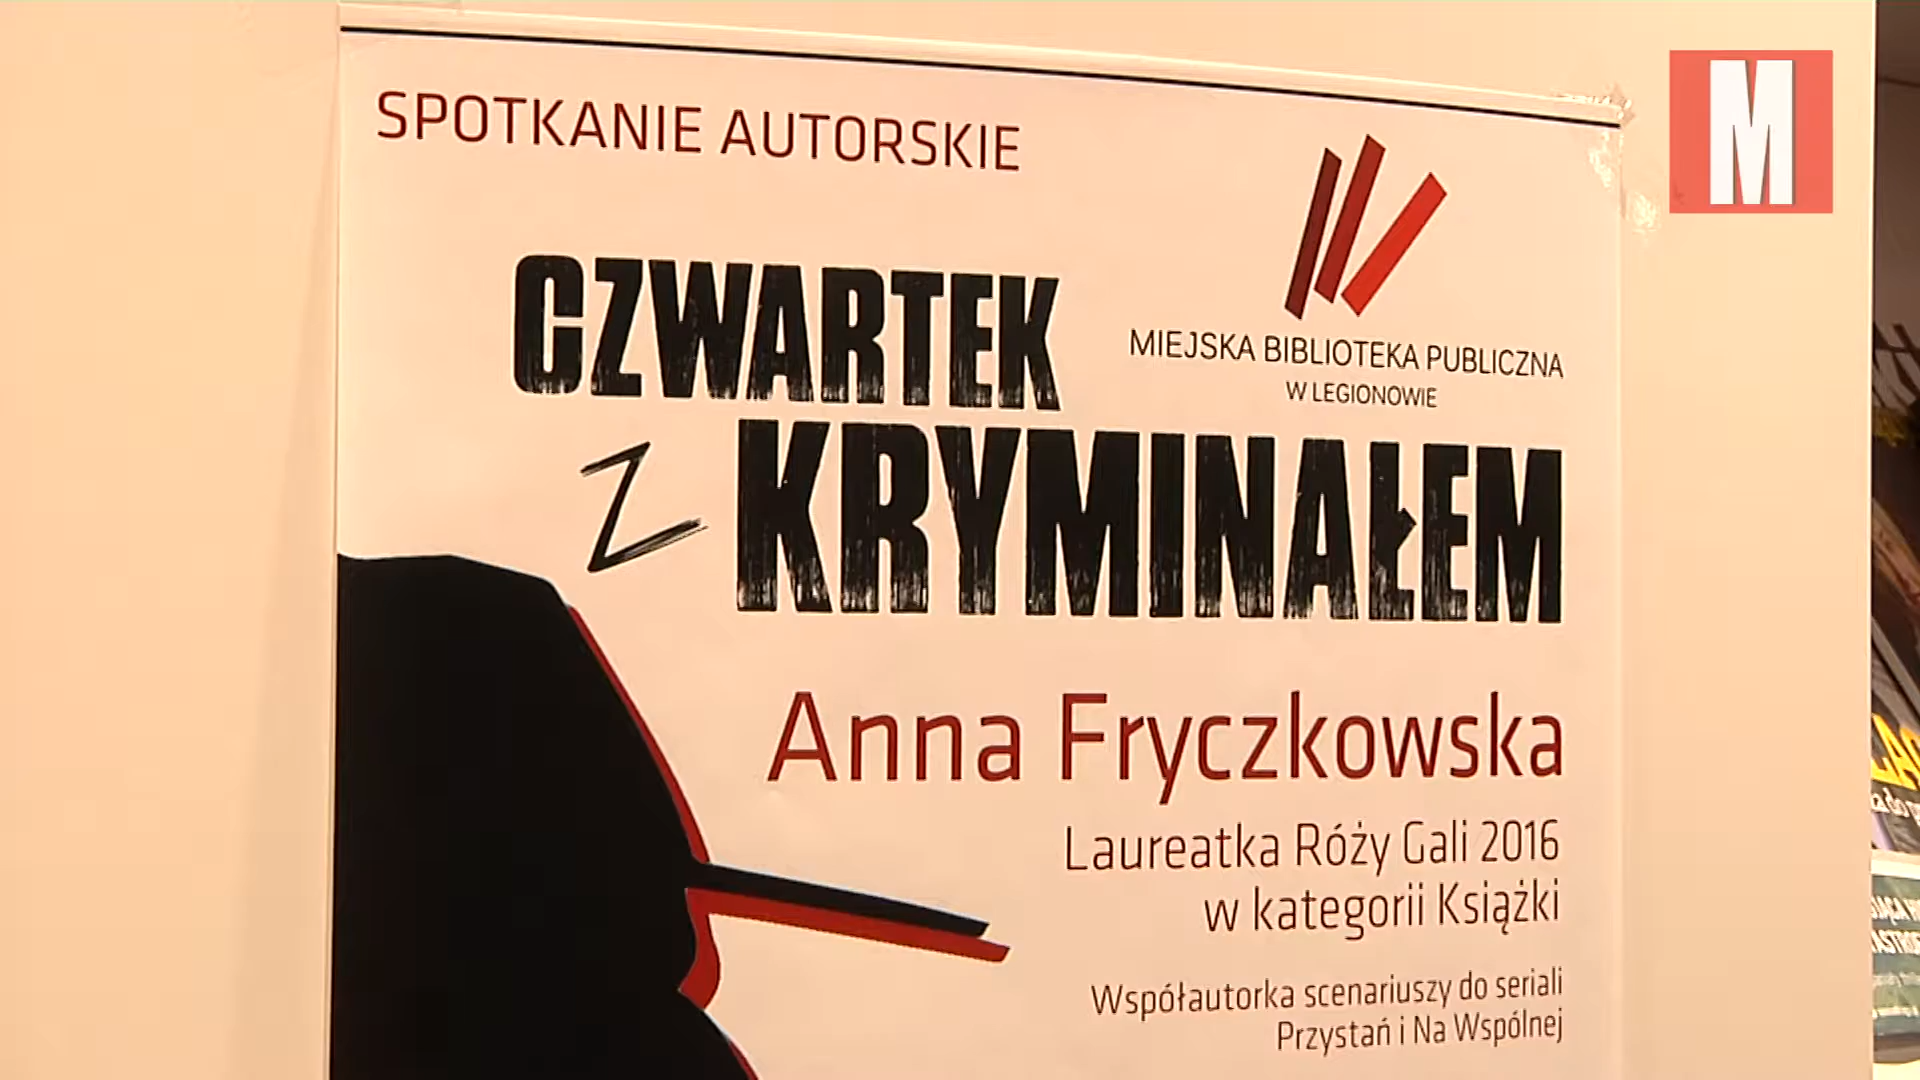 SPOTKANIE AUTORSKIE
M
MIEJSKA BIBLIOTEKA PUBLICZNA
W LEGIONOWIE
CZWARTEK
Z KRYMINAŁEM
Anna Fryczkowska
Laureatka Róży Gali 2016
w kategorii Książki
Współautorka scenariuszy do seriali
Przystań i Na Wspólnej